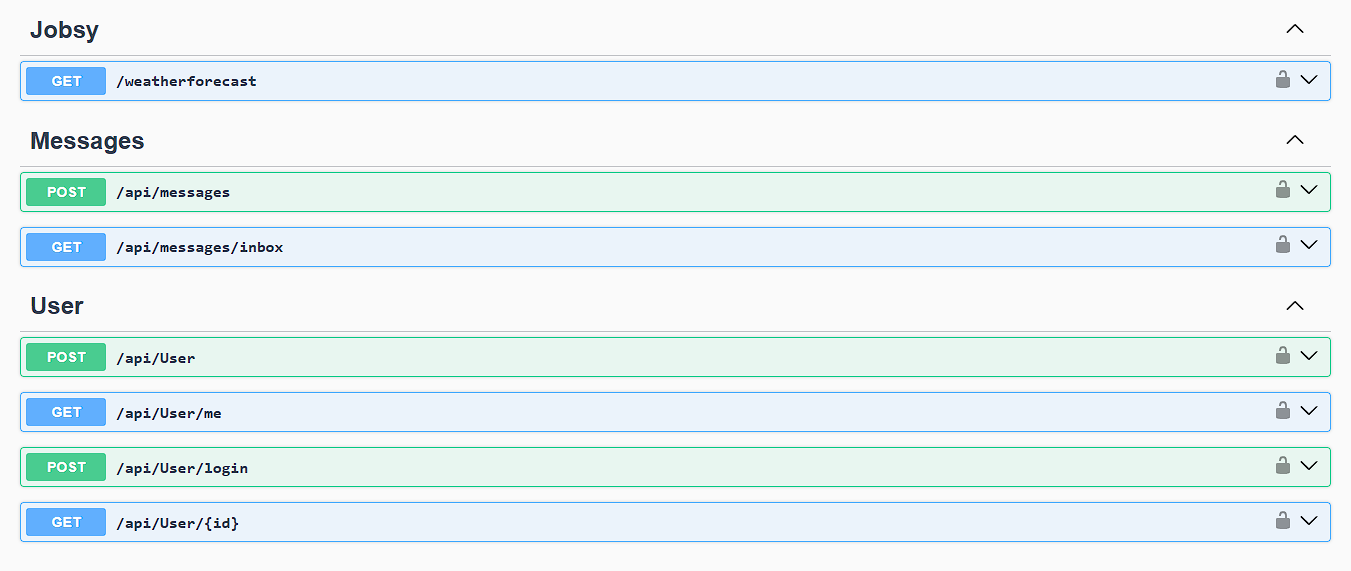 Jobsy
GET /weatherforecast
Messages
POST /api/messages
GET /api/messages/inbox
User
POST /api/User
GET /api/User/me
POST /api/User/login
GET /api/User/{id}